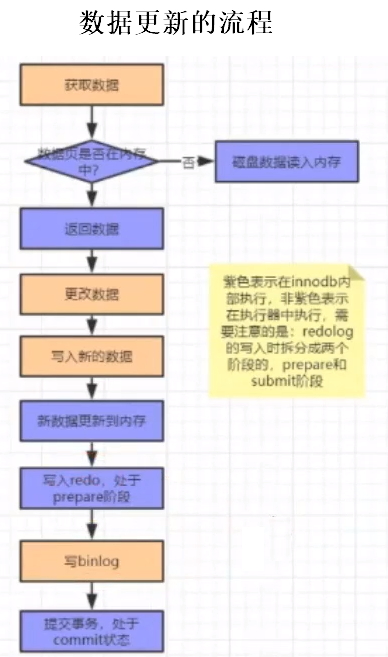 数据更新的流程
获取数据
数据页是否在内存
中？
否
磁盘数据读入内存
返回数据
更改数据
写入新的数据
新数据更新到内存
写入redo，处于
prepare阶段
写binlog
提交事务，处于
commit状态
紫色表示在innodb内
部执行，非紫色表示
在执行器中执行，需
要注意的是：redolog
的写入时拆分成两个
阶段的，prepare和
submit阶段